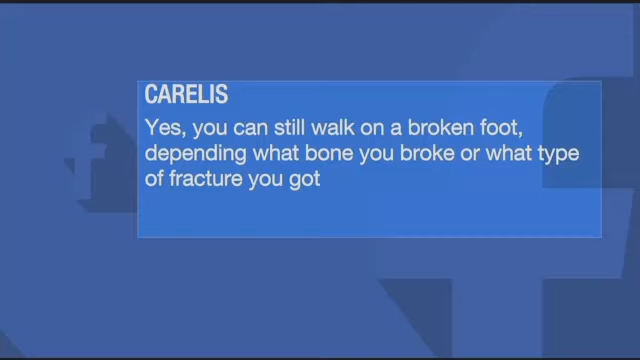 CARELIS
Yes, you can still walk on a broken foot,
depending what bone you broke or what type
of fracture you got